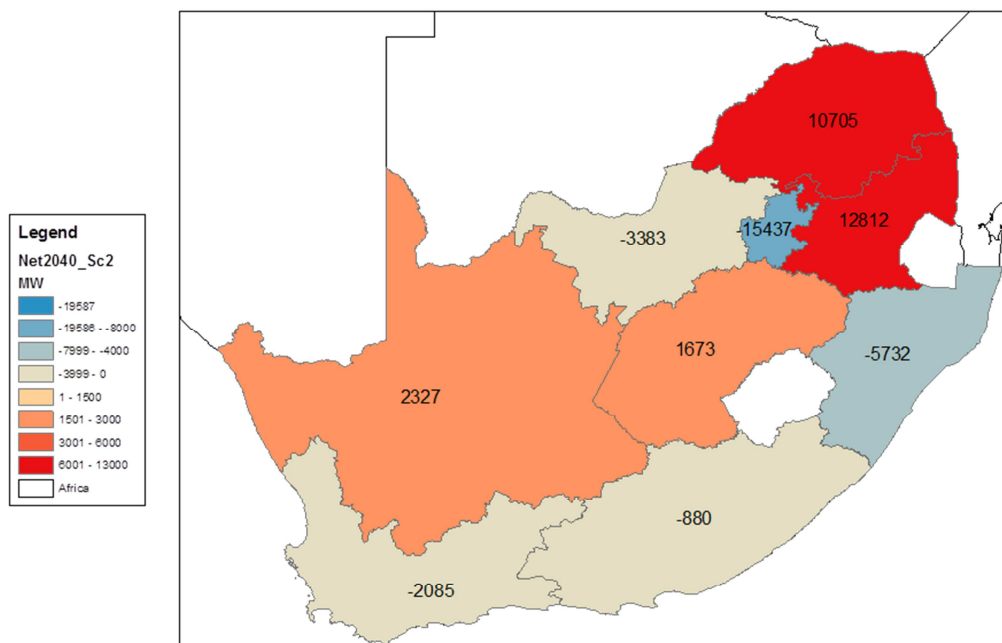 Legend
Net2040_Sc2
MW
-19587
-19586 - -8000
-7999 - -4000
-3999 - 0
1 - 1500
1501 - 3000
3001 - 6000
6001 - 13000
Africa
10705
12812
-15437
-3383
1673
-5732
2327
-880
-2085